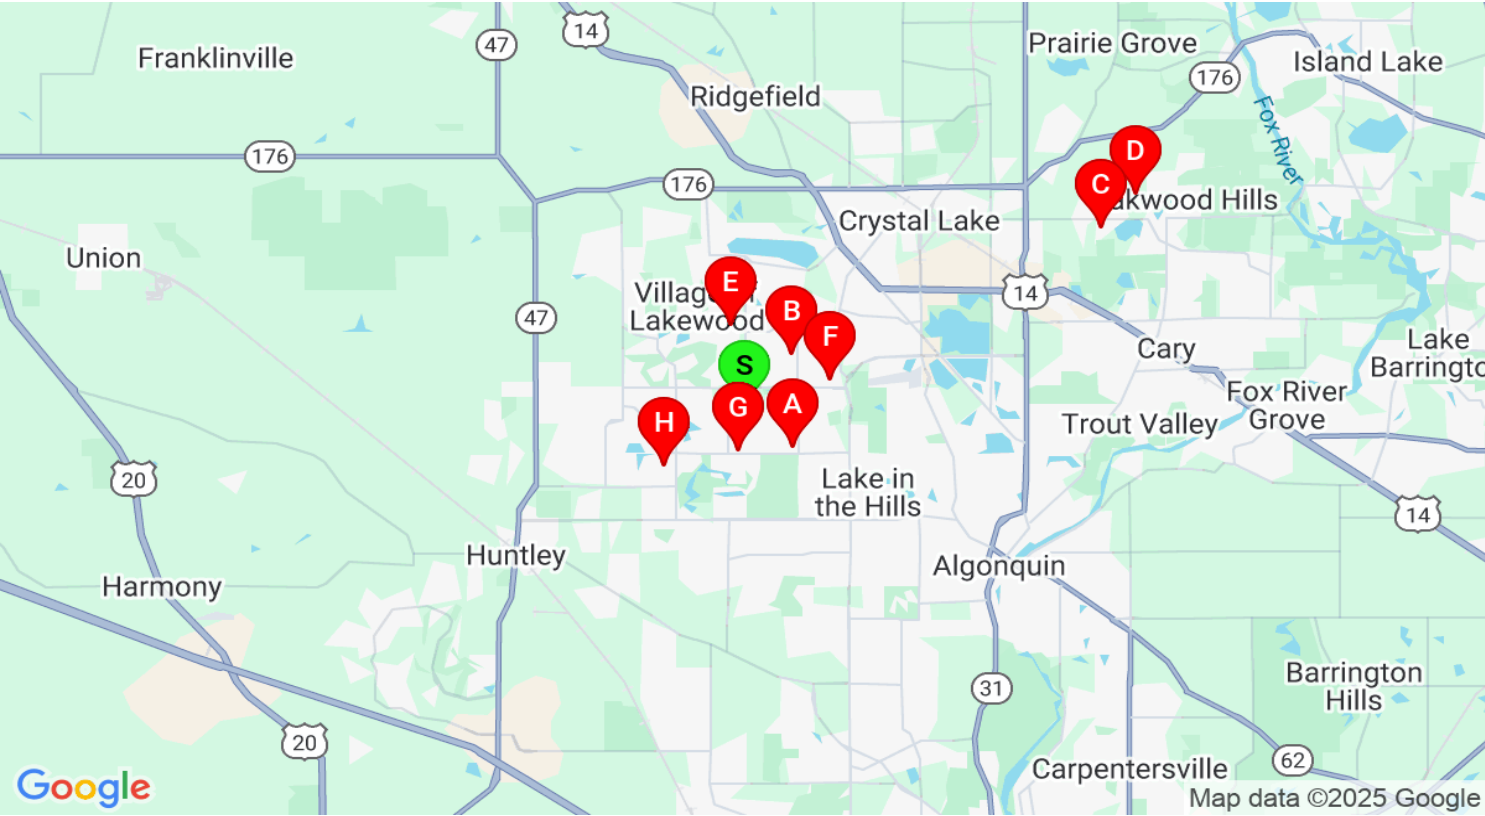 14
47
Prairie Grove
Franklinville
Island Lake
176
Ridgefield
Fox River
176
D
176
C
akwood Hills
Crystal Lake
Union
E
Villag
f
14
B
Lakewood
47
F
Lake
Cary
Barringto
S
Fox River
A
G
Grove
H
Trout Valley
20
Lake in
the Hills
14
Huntley
Algonquin
Harmony
Barrington
31
Hills
20
62
Carpentersville
Google
Map data ©2025 Google